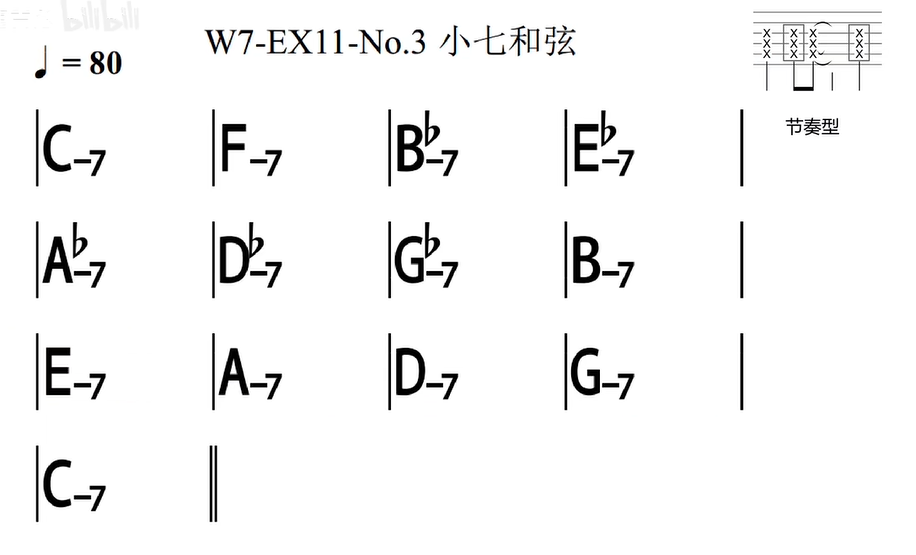 bilibili
W7-EX11-No.3 小七和弦
♩ = 80
节奏型
|C–7 |F–7 |B♭–7 |E♭–7 |
|A♭–7 |D♭–7 |G♭–7 |B–7 |
|E–7 |A–7 |D–7 |G–7 |
|C–7 ||